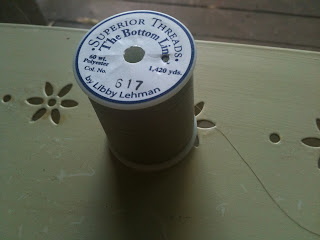 Superior Threads
The Bottom Line
60 wt. 1,420 yds.
Polyester
Col. No.
617
by Libby Lehman